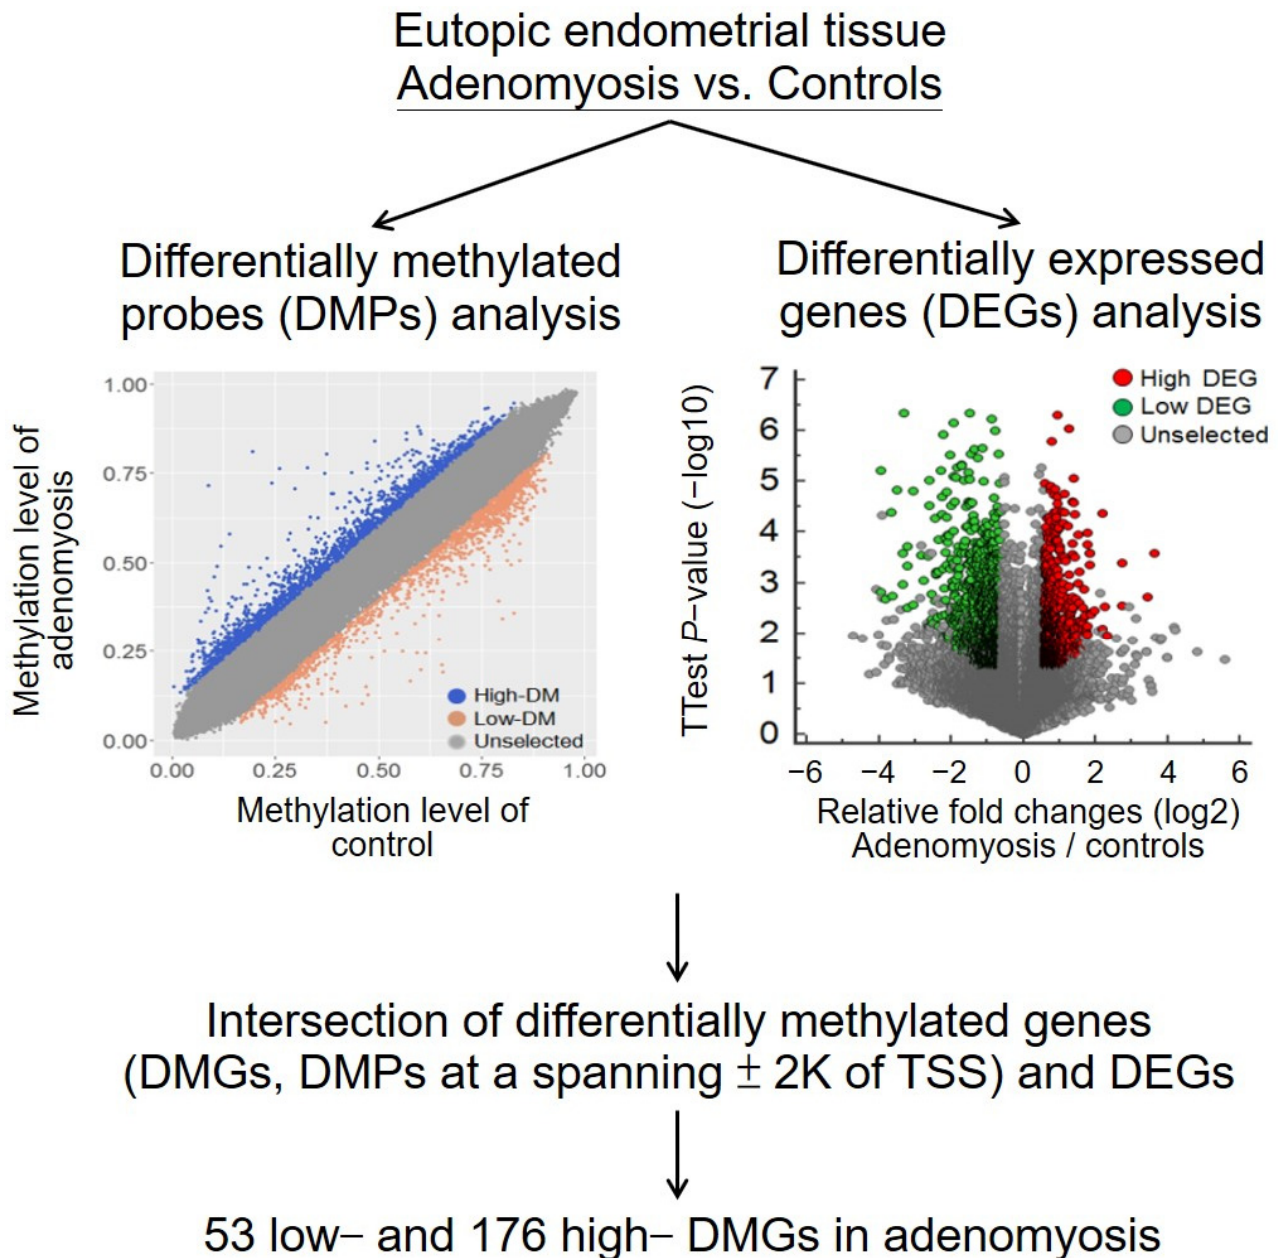 Eutopic endometrial tissue
Adenomyosis vs. Controls
Differentially methylated
probes (DMPs) analysis
Methylation level of
adenomyosis
1.00
0.75
0.50
0.25
0.00
High-DM
Low-DM
Unselected
0.00 0.25 0.50 0.75 1.00
Methylation level of
control
Differentially expressed
genes (DEGs) analysis
TTest P-value (−log10)
7
6
5
4
3
2
1
0
High DEG
Low DEG
Unselected
−6 −4 −2 0 2 4 6
Relative fold changes (log2)
Adenomyosis / controls
Intersection of differentially methylated genes
(DMGs, DMPs at a spanning ± 2K of TSS) and DEGs
53 low− and 176 high− DMGs in adenomyosis